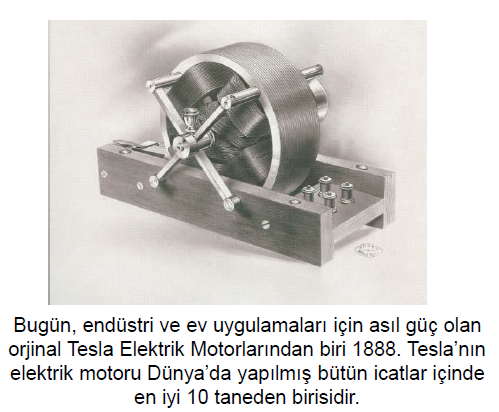 Bugün, endüstri ve ev uygulamaları için asıl güç olan
orjinal Tesla Elektrik Motorlarından biri 1888. Tesla’nın
elektrik motoru Dünya’da yapılmış bütün icatlar içinde
en iyi 10 taneden birisidir.